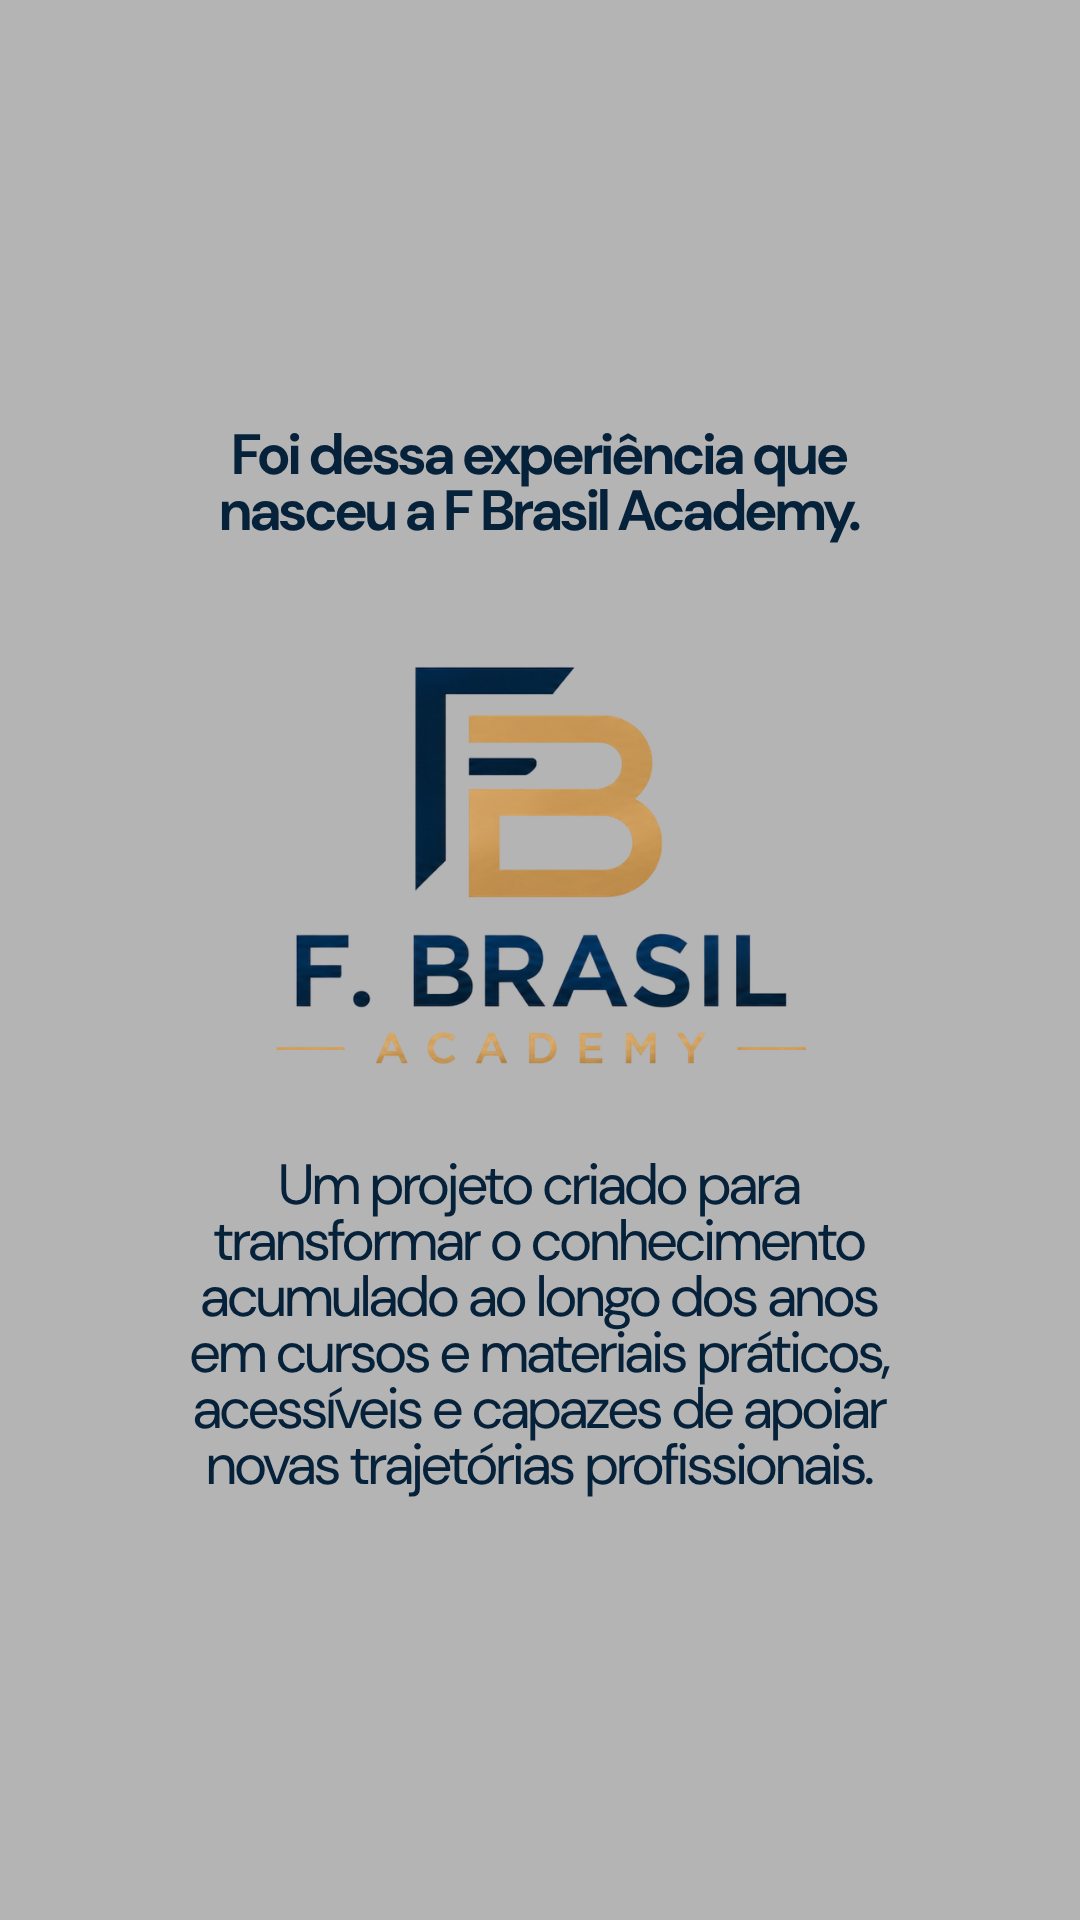 Foi dessa experiência que
nasceu a F Brasil Academy.
FB
F. BRASIL
ACADEMY
Um projeto criado para
transformar o conhecimento
acumulado ao longo dos anos
em cursos e materiais práticos,
acessíveis e capazes de apoiar
novas trajetórias profissionais.